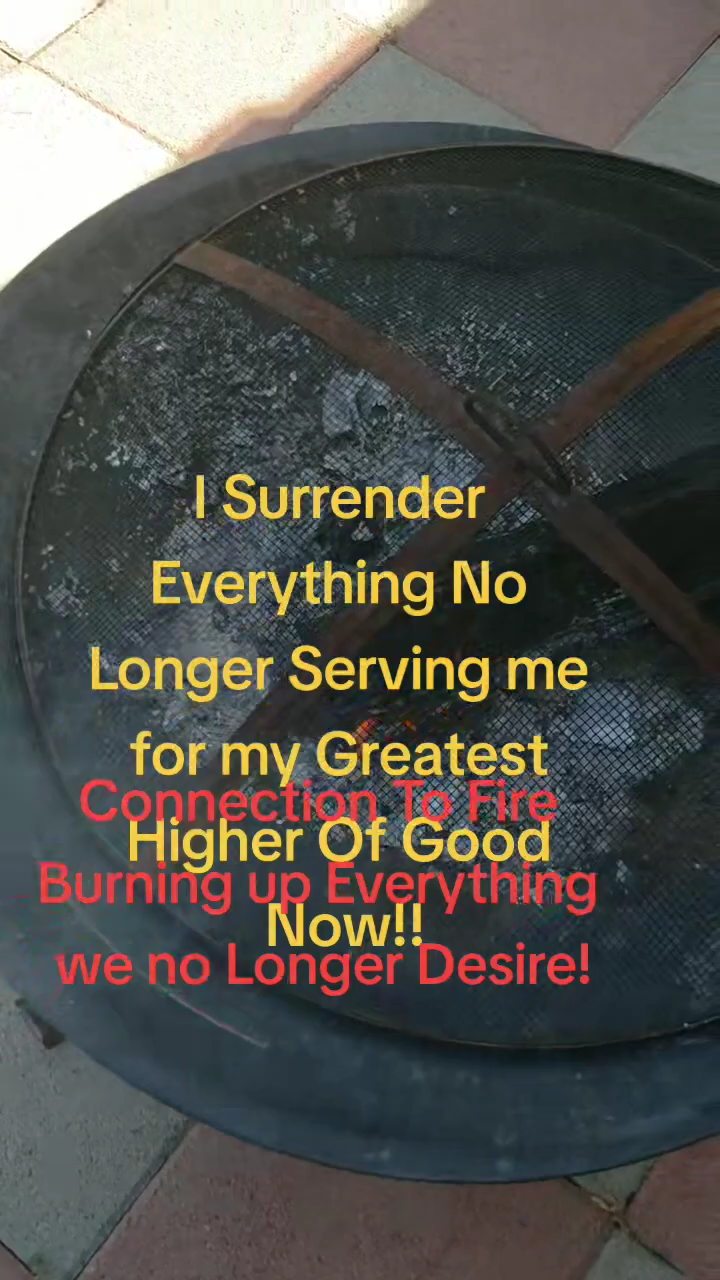 I Surrender
Everything No
Longer Serving me
for my Greatest
Higher Of Good
Now!!
Connection To Fire
Burning up Everything
we no Longer Desire!